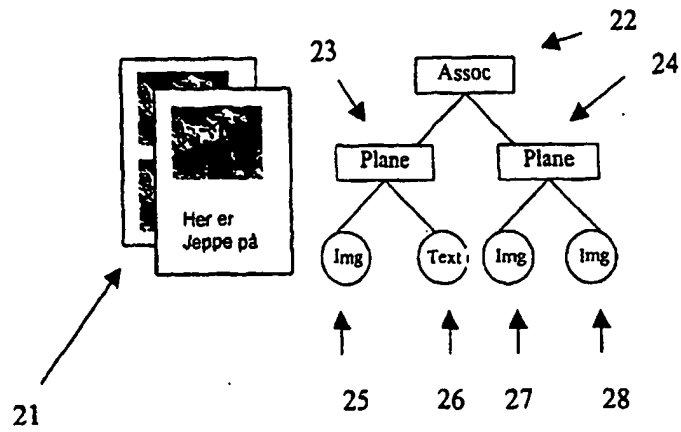 22
23
Assoc
24
Plane
Plane
Her er
Jeppe på
Img
Text
Img
Img
25
26
27
28
21